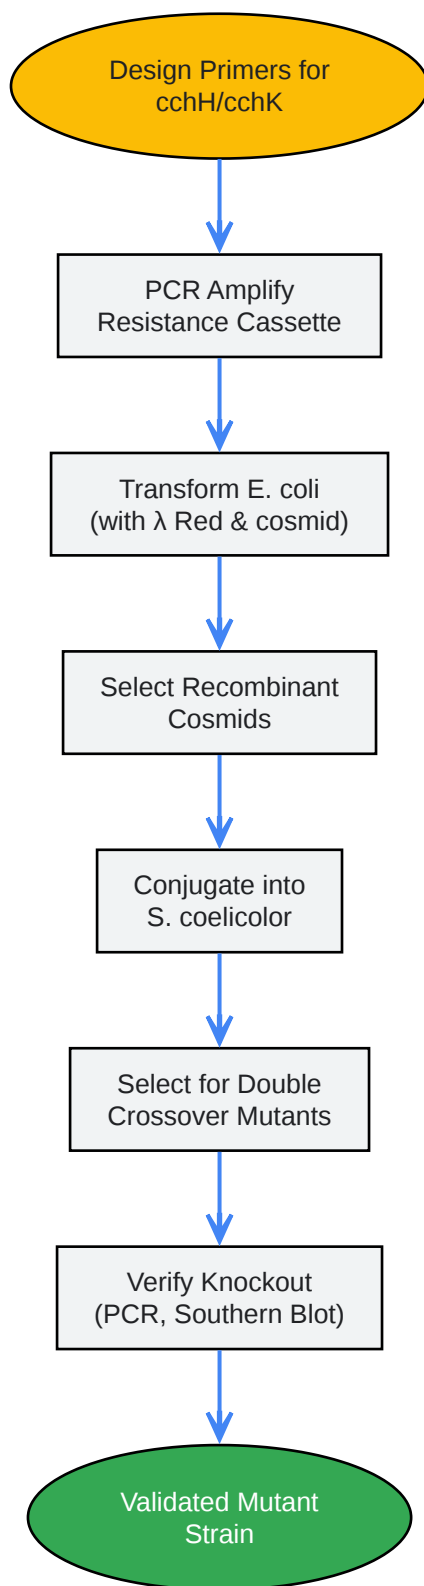 Design Primers for
cchH/cchK
PCR Amplify
Resistance Cassette
Transform E. coli
(with λ Red & cosmid)
Select Recombinant
Cosmids
Conjugate into
S. coelicolor
Select for Double
Crossover Mutants
Verify Knockout
(PCR, Southern Blot)
Validated Mutant
Strain